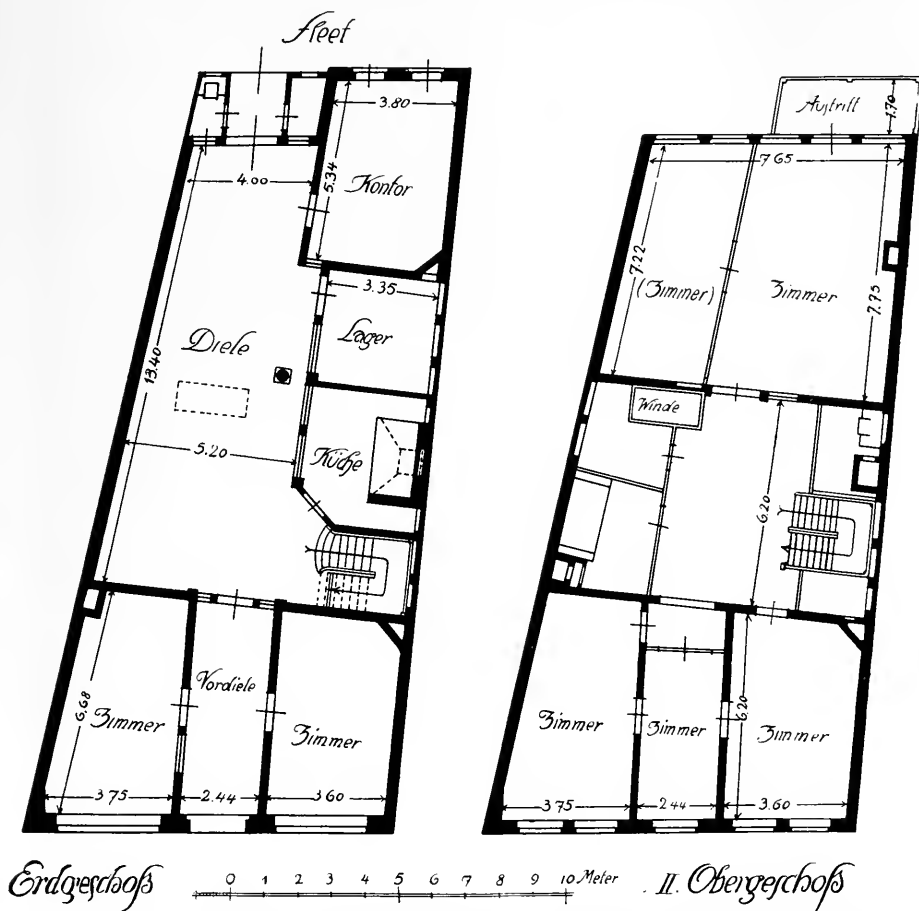 Fleet
3.80
4.00
5.34
Kontor
3.35
Lager
Diele
13.40
5.20
Küche
Vordiele
6.68
Zimmer
Zimmer
3.75
2.44
3.60
Erdgeschoß
0 1 2 3 4 5 6 7 8 9 10 Meter
Austritt
1.70
7.65
7.22
(Zimmer)
Zimmer
7.75
Winde
6.20
6.20
Zimmer
Zimmer
Zimmer
3.75
2.44
3.60
II. Obergeschoß